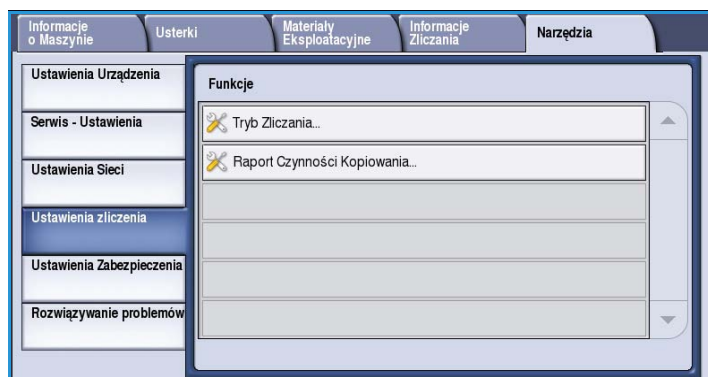 Informacje
o Maszynie
Usterki
Materiały
Eksploatacyjne
Informacje
Zliczania
Narzędzia
Ustawienia Urządzenia
Serwis - Ustawienia
Ustawienia Sieci
Ustawienia zliczenia
Ustawienia Zabezpieczenia
Rozwiązywanie problemów
Funkcje
Tryb Zliczania...
Raport Czynności Kopiowania...